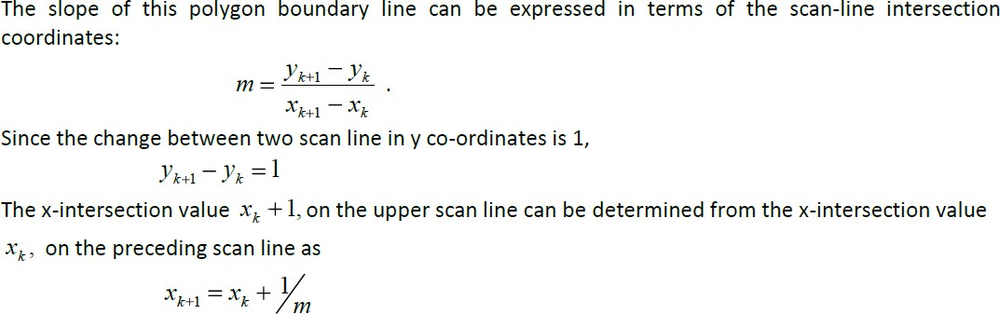 The slope of this polygon boundary line can be expressed in terms of the scan-line intersection
coordinates:
m = \frac{y_{k+1} - y_k}{x_{k+1} - x_k} .
Since the change between two scan line in y co-ordinates is 1,
y_{k+1} - y_k = 1
The x-intersection value x_k + 1, on the upper scan line can be determined from the x-intersection value
x_k, on the preceding scan line as
x_{k+1} = x_k + 1/m